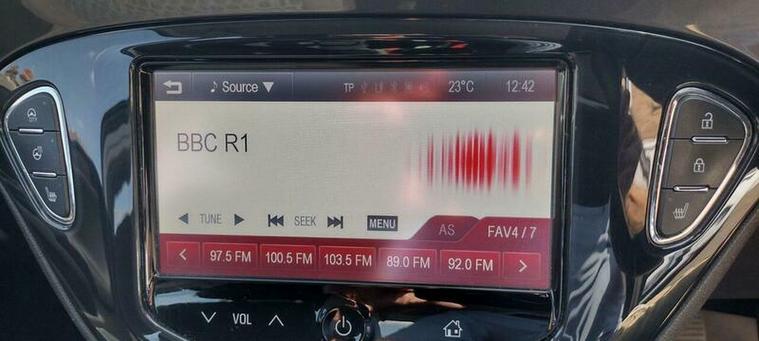 Source TP 23°C 12:42
BBC R1
TUNE SEEK MENU AS FAV4 / 7
97.5 FM 100.5 FM 103.5 FM 89.0 FM 92.0 FM
VOL